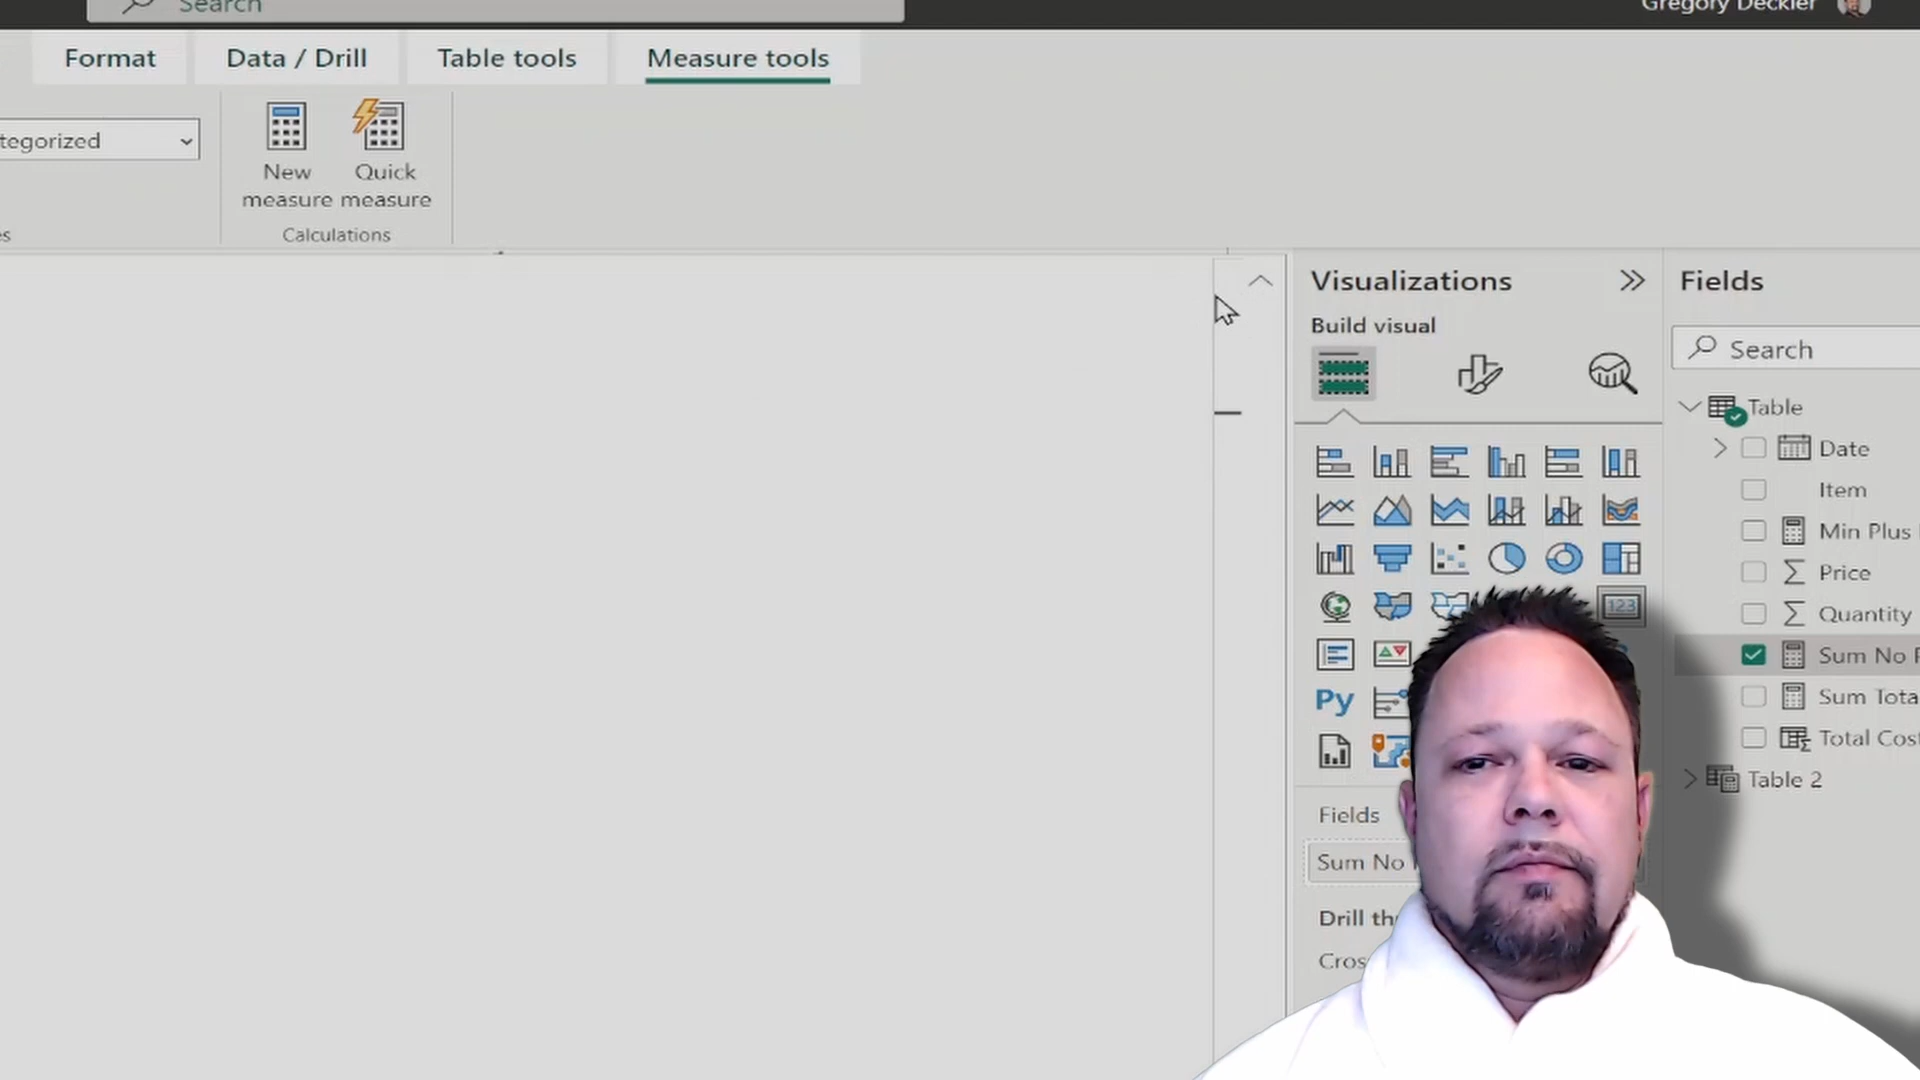 Search
Gregory Deckler
Format
Data / Drill
Table tools
Measure tools
tegorized
New
measure
Quick
measure
Calculations
es
Visualizations
Fields
Build visual
Search
Table
Date
Item
Min Plus
Price
Quantity
Sum No
Sum Tota
Total Cos
Table 2
123
Py
Fields
Sum No
Drill th
Cros